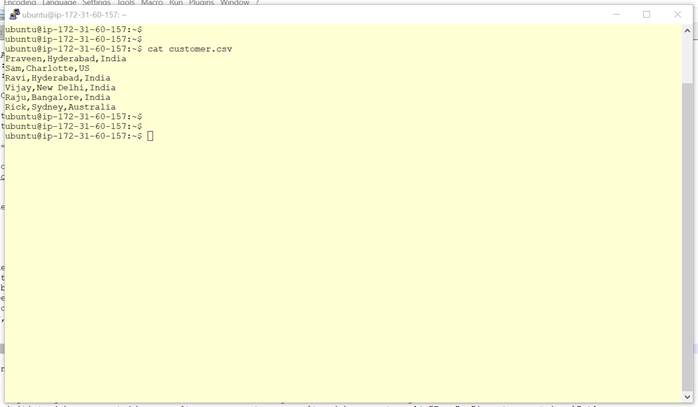 Encoding Language Settings Tools Macro Run Plugins Window ?
ubuntu@ip-172-31-60-157: ~
ubuntu@ip-172-31-60-157:~$
ubuntu@ip-172-31-60-157:~$
ubuntu@ip-172-31-60-157:~$ cat customer.csv
Praveen,Hyderabad,India
Sam,Charlotte,US
Ravi,Hyderabad,India
Vijay,New Delhi,India
Raju,Bangalore,India
Rick,Sydney,Australia
ubuntu@ip-172-31-60-157:~$
ubuntu@ip-172-31-60-157:~$
ubuntu@ip-172-31-60-157:~$